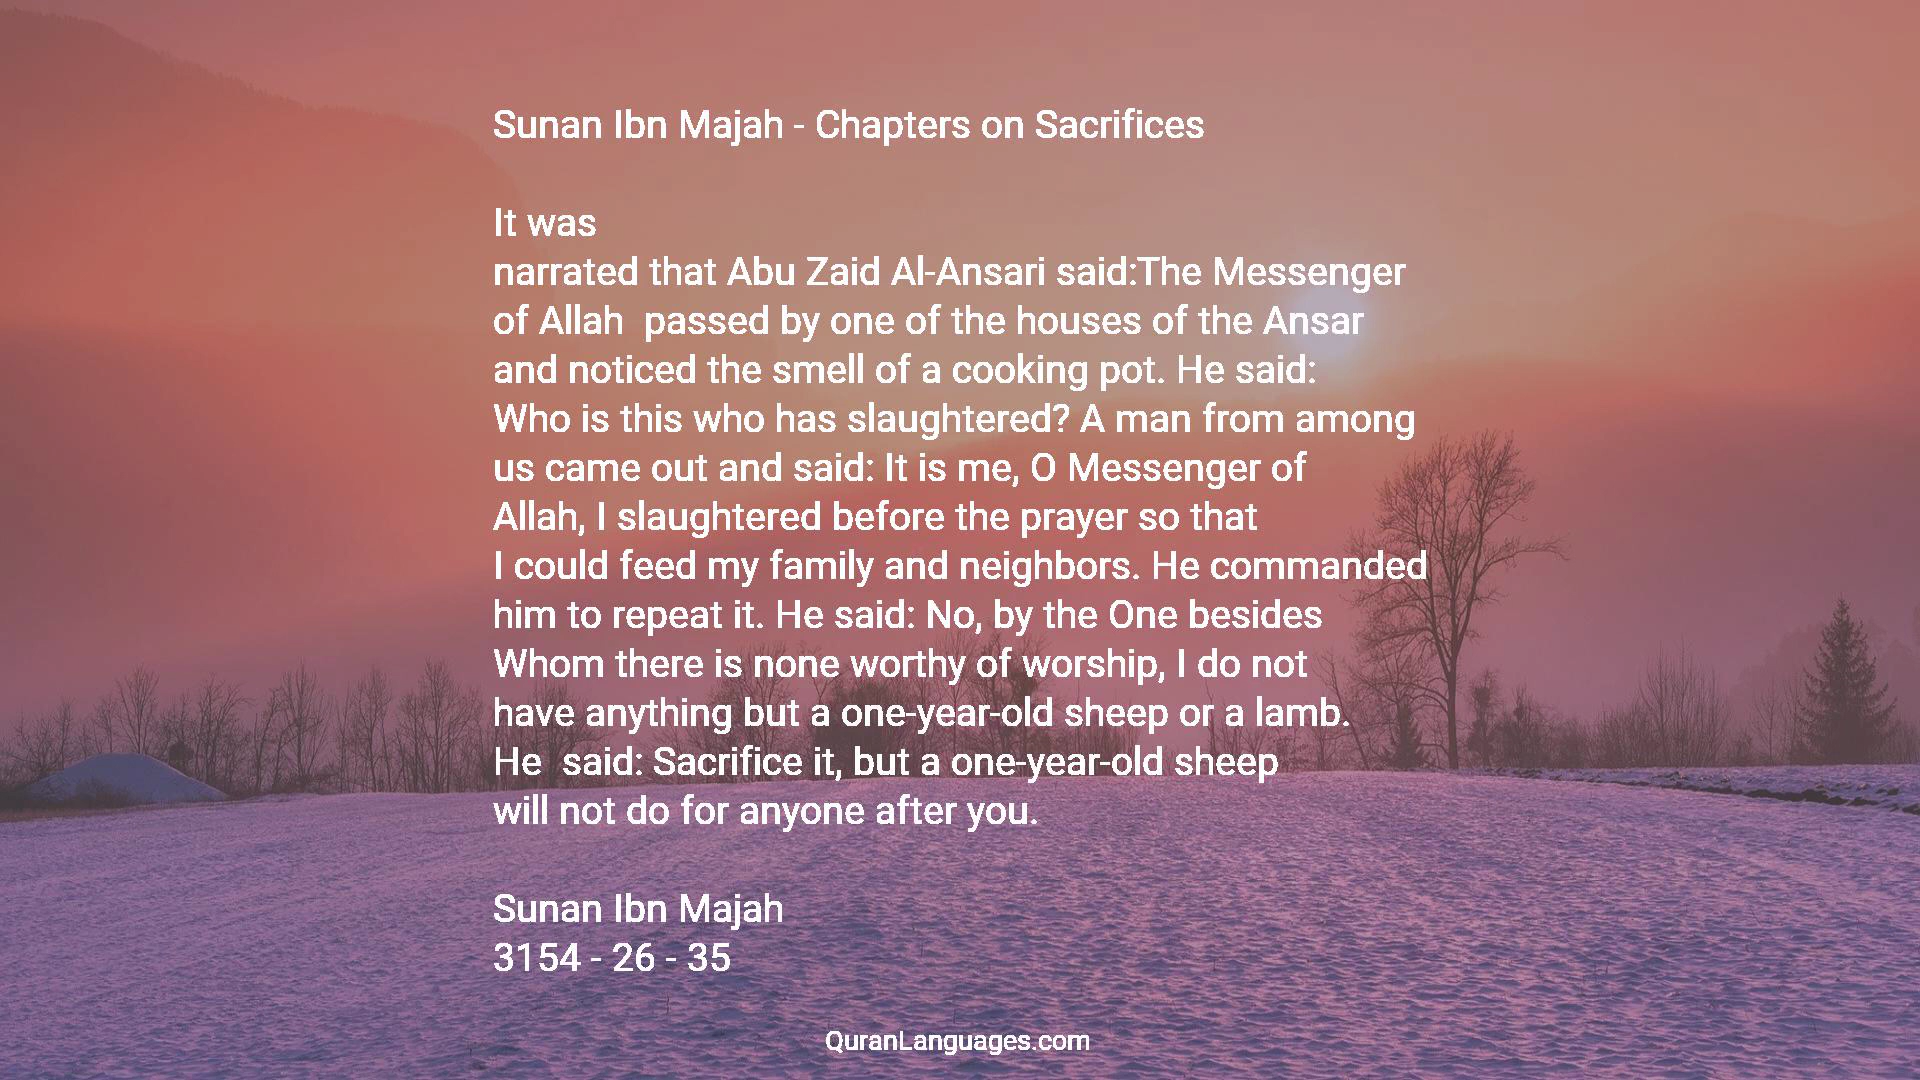 Sunan Ibn Majah - Chapters on Sacrifices
It was
narrated that Abu Zaid Al-Ansari said:The Messenger
of Allah  passed by one of the houses of the Ansar
and noticed the smell of a cooking pot. He said:
Who is this who has slaughtered? A man from among
us came out and said: It is me, O Messenger of
Allah, I slaughtered before the prayer so that
I could feed my family and neighbors. He commanded
him to repeat it. He said: No, by the One besides
Whom there is none worthy of worship, I do not
have anything but a one-year-old sheep or a lamb.
He  said: Sacrifice it, but a one-year-old sheep
will not do for anyone after you.
Sunan Ibn Majah
3154 - 26 - 35
QuranLanguages.com